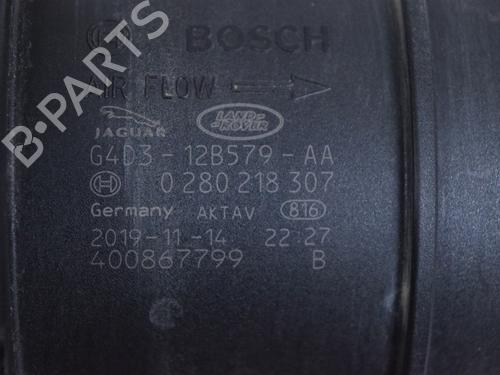 BOSCH
AIR FLOW
JAGUAR LAND- ROVER
G4D3-12B579-AA
0 280 218 307
Germany AKTAV 816
2019-11-14 22:27
400867799 B
B-PARTS